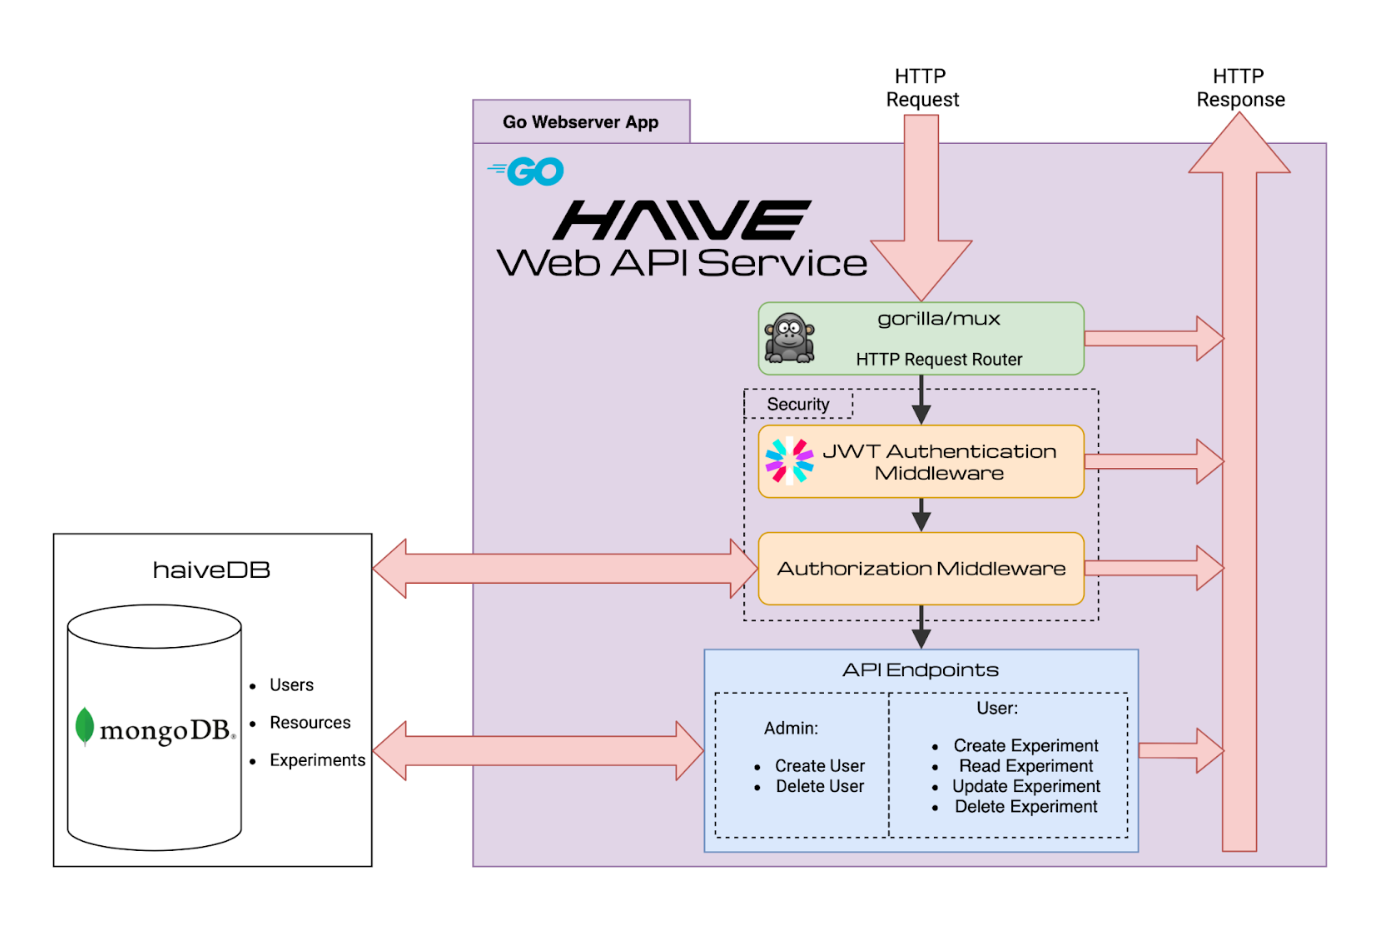 HTTP
Request
HTTP
Response
Go Webserver App
GO
HAIVE
Web API Service
gorilla/mux
HTTP Request Router
Security
JWT Authentication
Middleware
Authorization Middleware
haiveDB
mongoDB®
• Users
• Resources
• Experiments
API Endpoints
Admin:
• Create User
• Delete User
User:
• Create Experiment
• Read Experiment
• Update Experiment
• Delete Experiment